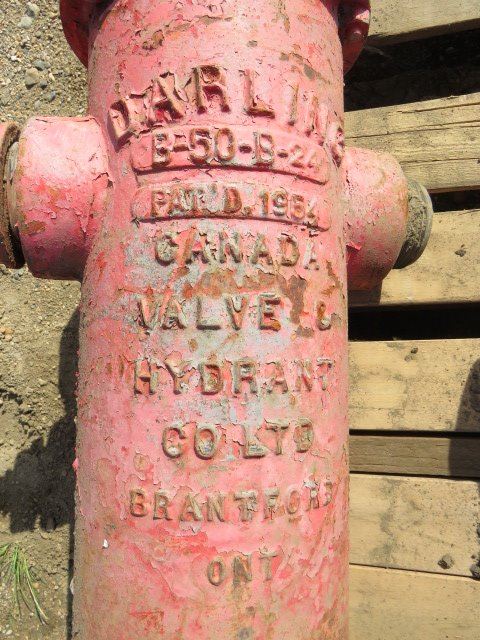 DARLING
B-50-B-24
PAT'D. 1954
CANADA
VALVE &
HYDRANT
CO. LTD
BRANTFORD
ONT